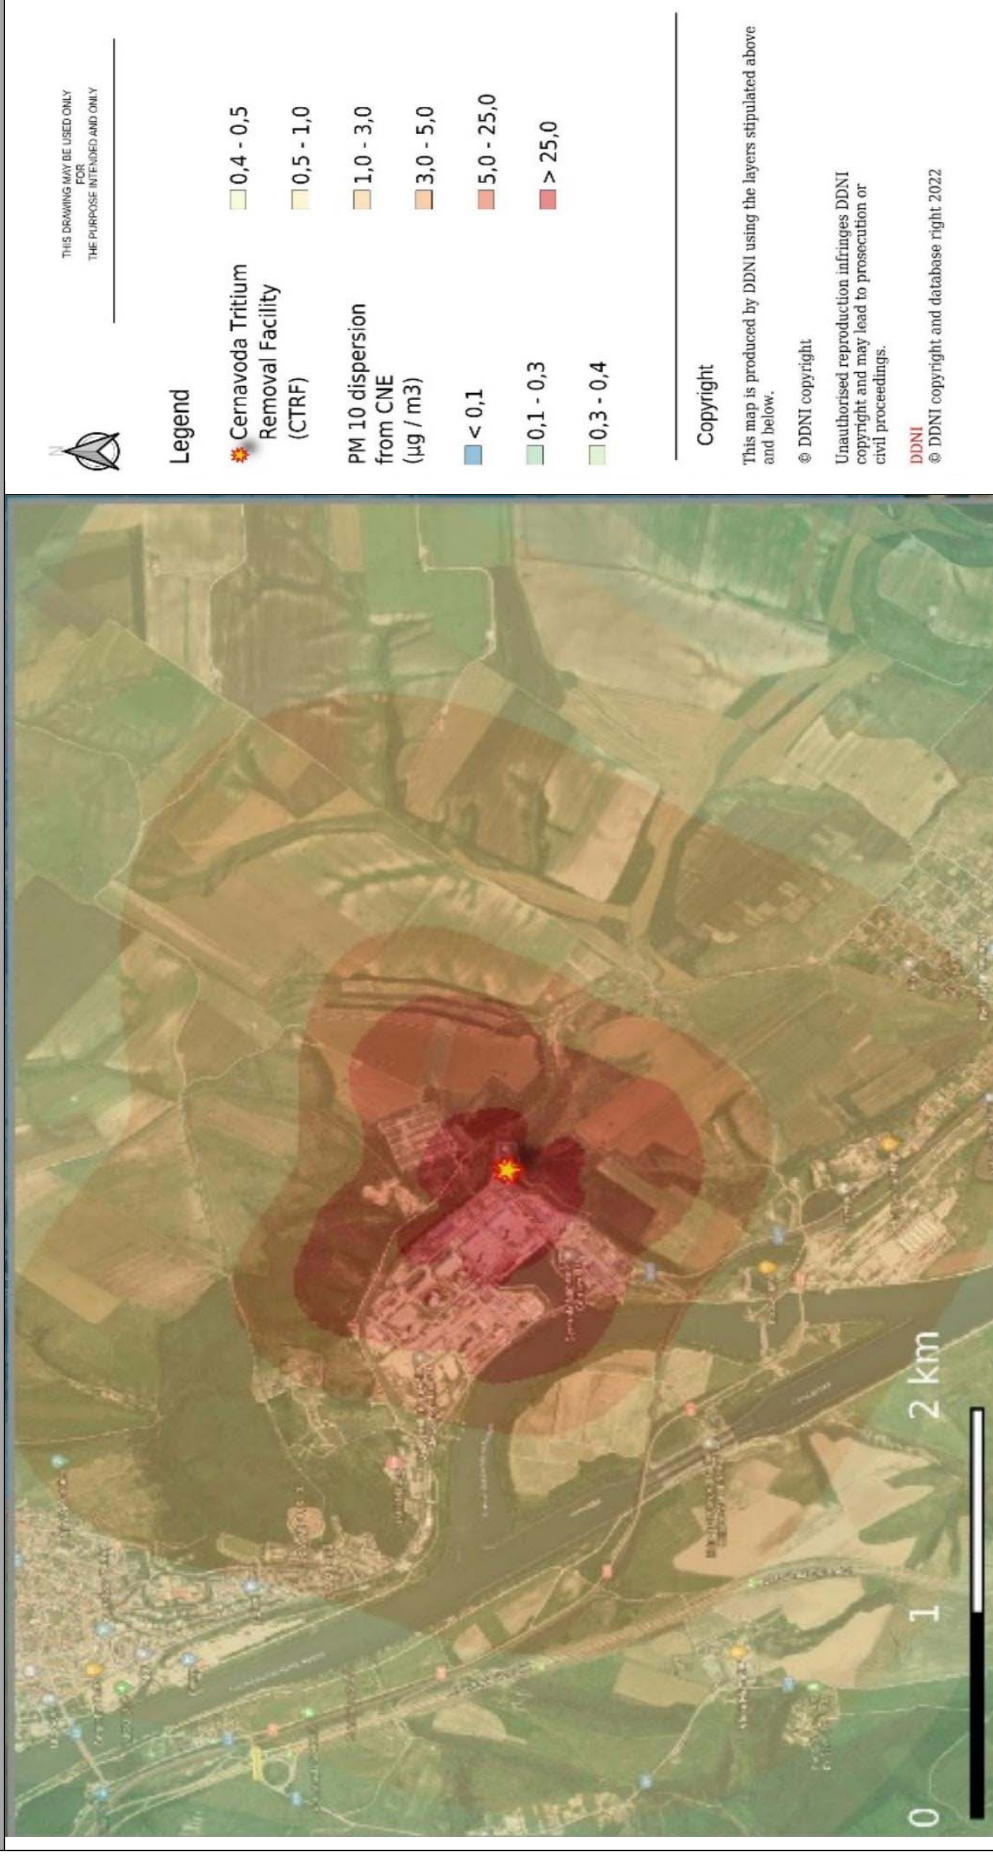 N
THIS DRAWING MAY BE USED ONLY
FOR
THE PURPOSE INTENDED AND ONLY
Legend
Cernavoda Tritium
Removal Facility
(CTRF)
PM 10 dispersion
from CNE
(µg / m3)
< 0,1
0,1 - 0,3
0,3 - 0,4
0,4 - 0,5
0,5 - 1,0
1,0 - 3,0
3,0 - 5,0
5,0 - 25,0
> 25,0
Copyright
This map is produced by DDNI using the layers stipulated above
and below.
© DDNI copyright
Unauthorised reproduction infringes DDNI
copyright and may lead to prosecution or
civil proceedings.
DDNI
© DDNI copyright and database right 2022
0 1 2 km